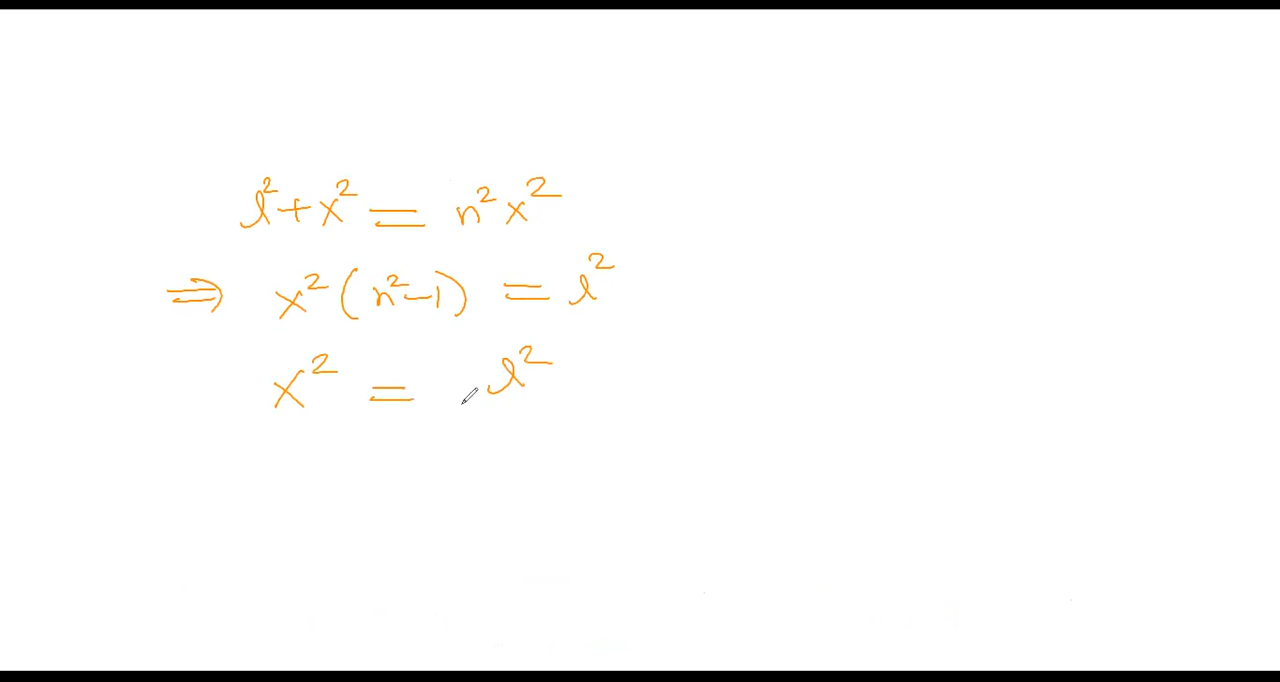 l² + x² = n²x²
⇒ x²(n²-1) = l²
x² = l²